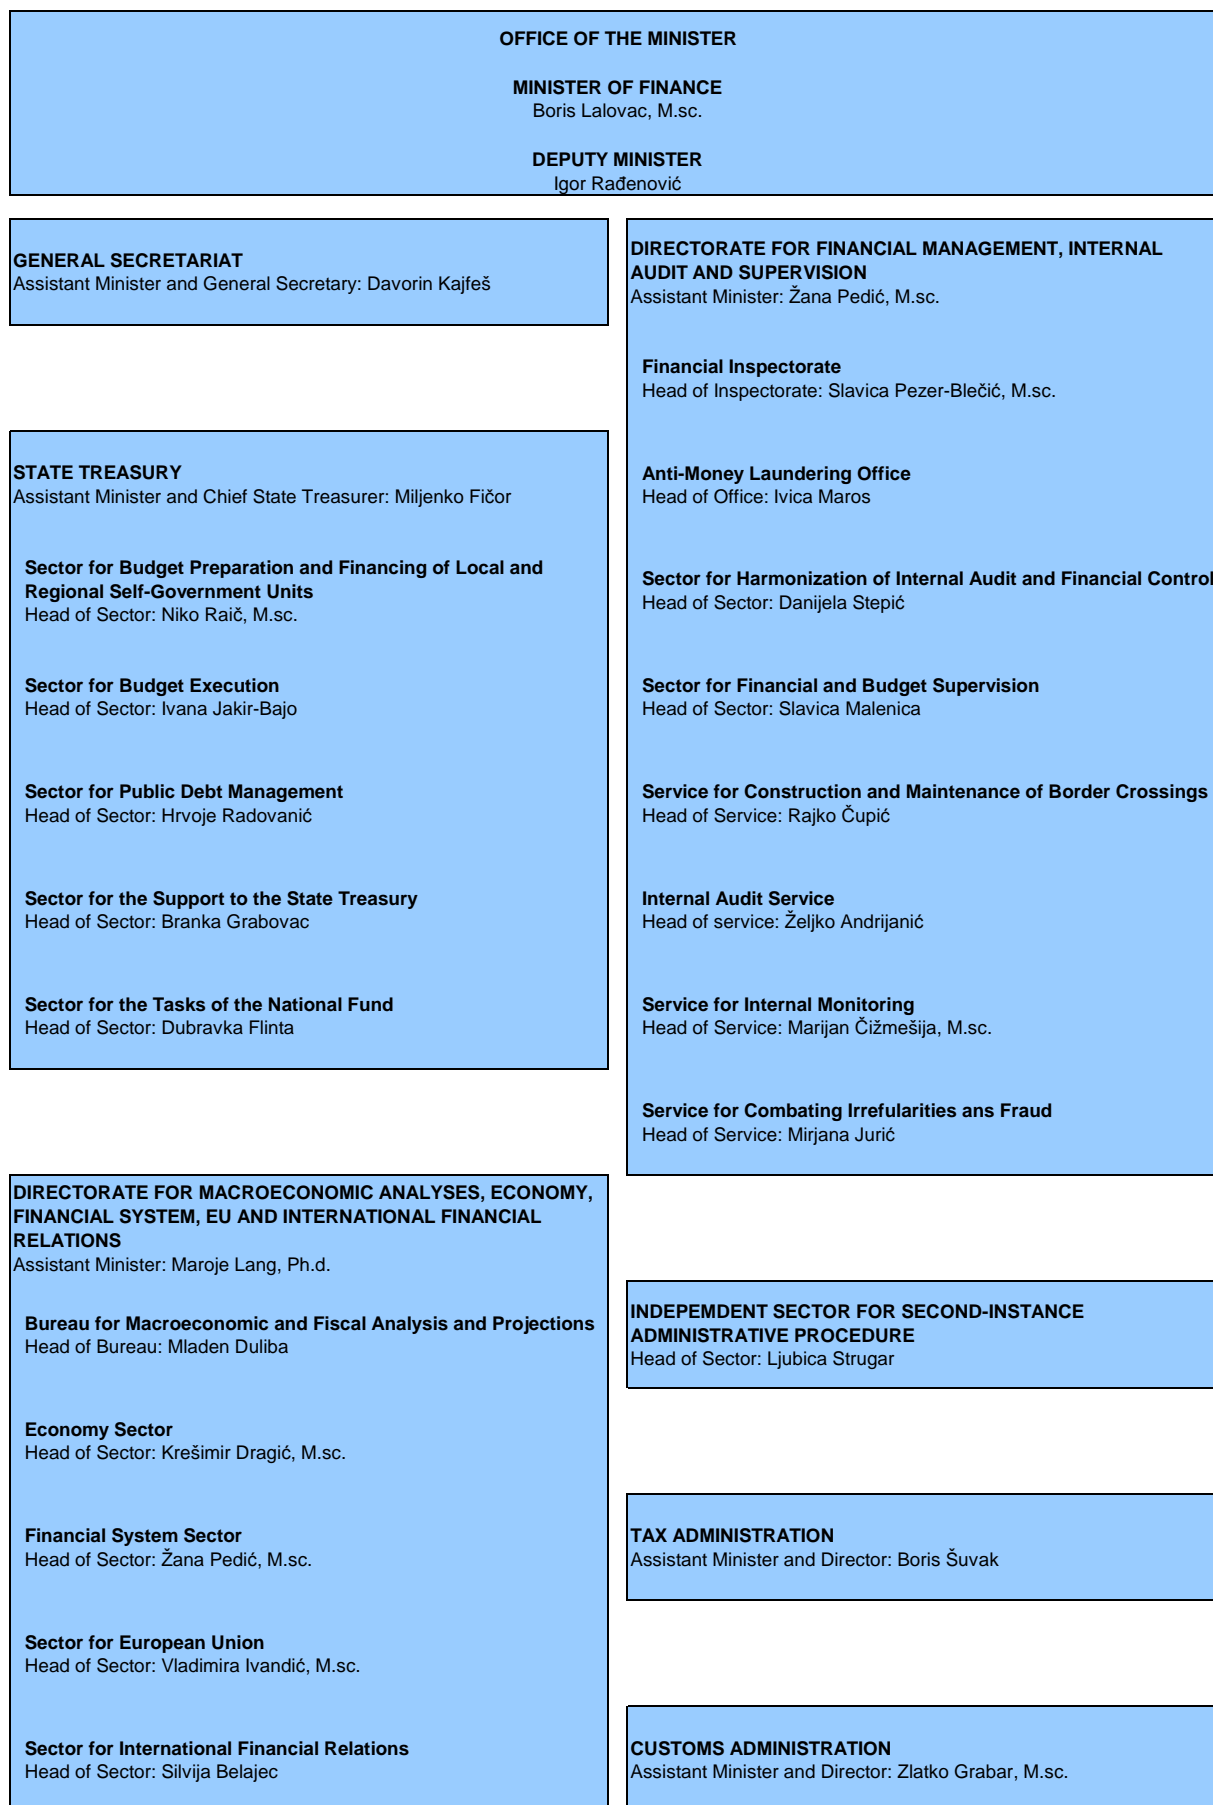 OFFICE OF THE MINISTER
MINISTER OF FINANCE
Boris Lalovac, M.sc.
DEPUTY MINISTER
Igor Rađenović
GENERAL SECRETARIAT
Assistant Minister and General Secretary: Davorin Kajfeš
STATE TREASURY
Assistant Minister and Chief State Treasurer: Miljenko Fičor
Sector for Budget Preparation and Financing of Local and
Regional Self-Government Units
Head of Sector: Niko Raič, M.sc.
Sector for Budget Execution
Head of Sector: Ivana Jakir-Bajo
Sector for Public Debt Management
Head of Sector: Hrvoje Radovanić
Sector for the Support to the State Treasury
Head of Sector: Branka Grabovac
Sector for the Tasks of the National Fund
Head of Sector: Dubravka Flinta
DIRECTORATE FOR MACROECONOMIC ANALYSES, ECONOMY,
FINANCIAL SYSTEM, EU AND INTERNATIONAL FINANCIAL
RELATIONS
Assistant Minister: Maroje Lang, Ph.d.
Bureau for Macroeconomic and Fiscal Analysis and Projections
Head of Bureau: Mladen Duliba
Economy Sector
Head of Sector: Krešimir Dragić, M.sc.
Financial System Sector
Head of Sector: Žana Pedić, M.sc.
Sector for European Union
Head of Sector: Vladimira Ivandić, M.sc.
Sector for International Financial Relations
Head of Sector: Silvija Belajec
DIRECTORATE FOR FINANCIAL MANAGEMENT, INTERNAL
AUDIT AND SUPERVISION
Assistant Minister: Žana Pedić, M.sc.
Financial Inspectorate
Head of Inspectorate: Slavica Pezer-Blečić, M.sc.
Anti-Money Laundering Office
Head of Office: Ivica Maros
Sector for Harmonization of Internal Audit and Financial Control
Head of Sector: Danijela Stepić
Sector for Financial and Budget Supervision
Head of Sector: Slavica Malenica
Service for Construction and Maintenance of Border Crossings
Head of Service: Rajko Čupić
Internal Audit Service
Head of service: Željko Andrijanić
Service for Internal Monitoring
Head of Service: Marijan Čižmešija, M.sc.
Service for Combating Irrefularities ans Fraud
Head of Service: Mirjana Jurić
INDEPEMDENT SECTOR FOR SECOND-INSTANCE
ADMINISTRATIVE PROCEDURE
Head of Sector: Ljubica Strugar
TAX ADMINISTRATION
Assistant Minister and Director: Boris Šuvak
CUSTOMS ADMINISTRATION
Assistant Minister and Director: Zlatko Grabar, M.sc.